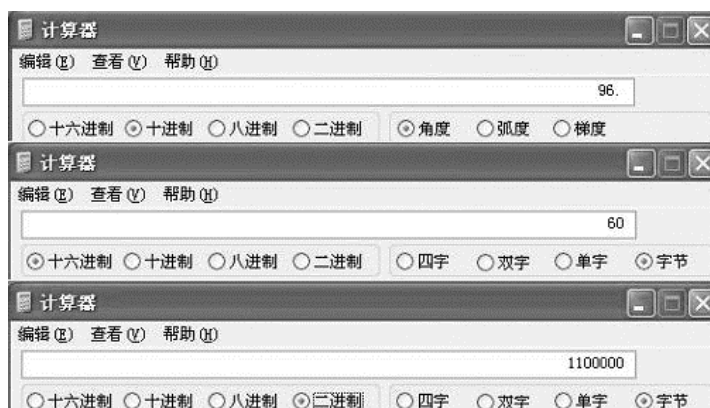 计算器
编辑(E) 查看(V) 帮助(H)
96.
十六进制 十进制 八进制 二进制 角度 弧度 梯度
计算器
编辑(E) 查看(V) 帮助(H)
60
十六进制 十进制 八进制 二进制 四字 双字 单字 字节
计算器
编辑(E) 查看(V) 帮助(H)
1100000
十六进制 十进制 八进制 二进制 四字 双字 单字 字节